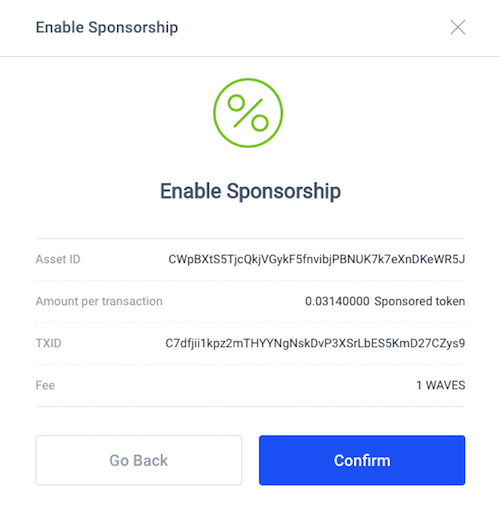 Enable Sponsorship
%
Enable Sponsorship
Asset ID CWpBXtS5TjcQkjVGykF5fnvibjPBNUK7k7eXnDKeWR5J
Amount per transaction 0.03140000 Sponsored token
TXID C7dfjii1kpz2mTHYYNgNskDvP3XSrLbES5KmD27CZys9
Fee 1 WAVES
Go Back Confirm